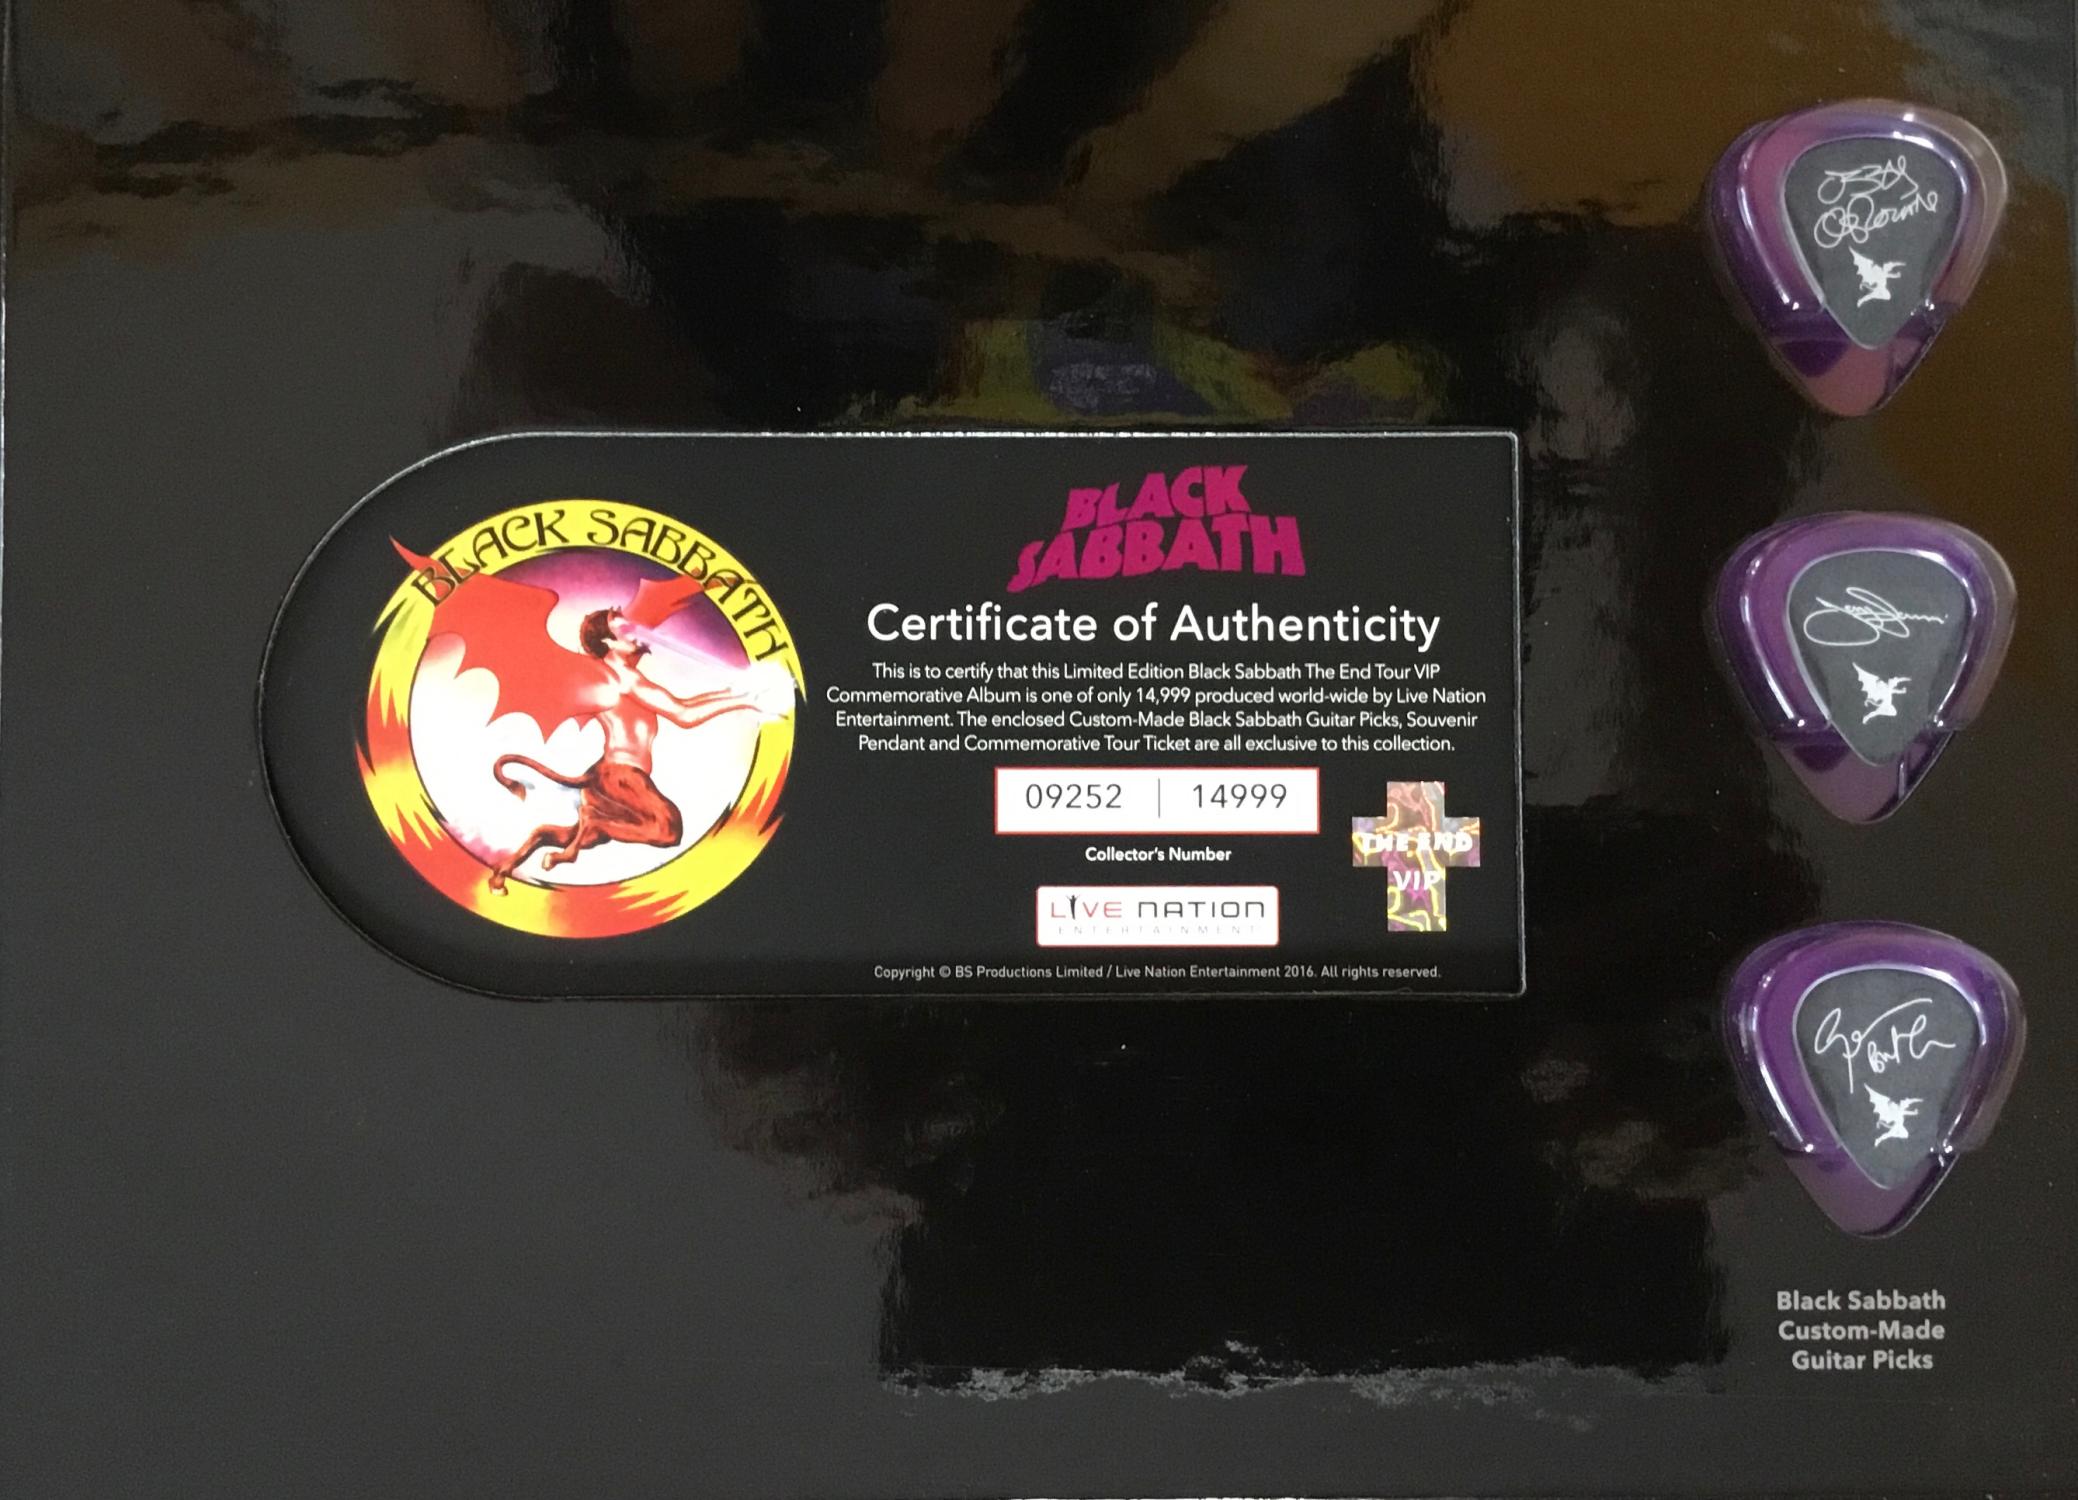 BLACK SABBATH
BLACK
SABBATH
Certificate of Authenticity
This is to certify that this Limited Edition Black Sabbath The End Tour VIP
Commemorative Album is one of only 14,999 produced world-wide by Live Nation
Entertainment. The enclosed Custom-Made Black Sabbath Guitar Picks, Souvenir
Pendant and Commemorative Tour Ticket are all exclusive to this collection.
09252 | 14999
Collector's Number
THE END
VIP
LIVE NATION
ENTERTAINMENT
Copyright © BS Productions Limited / Live Nation Entertainment 2016. All rights reserved.
Ozzy
Osbourne
Butler
Black Sabbath
Custom-Made
Guitar Picks